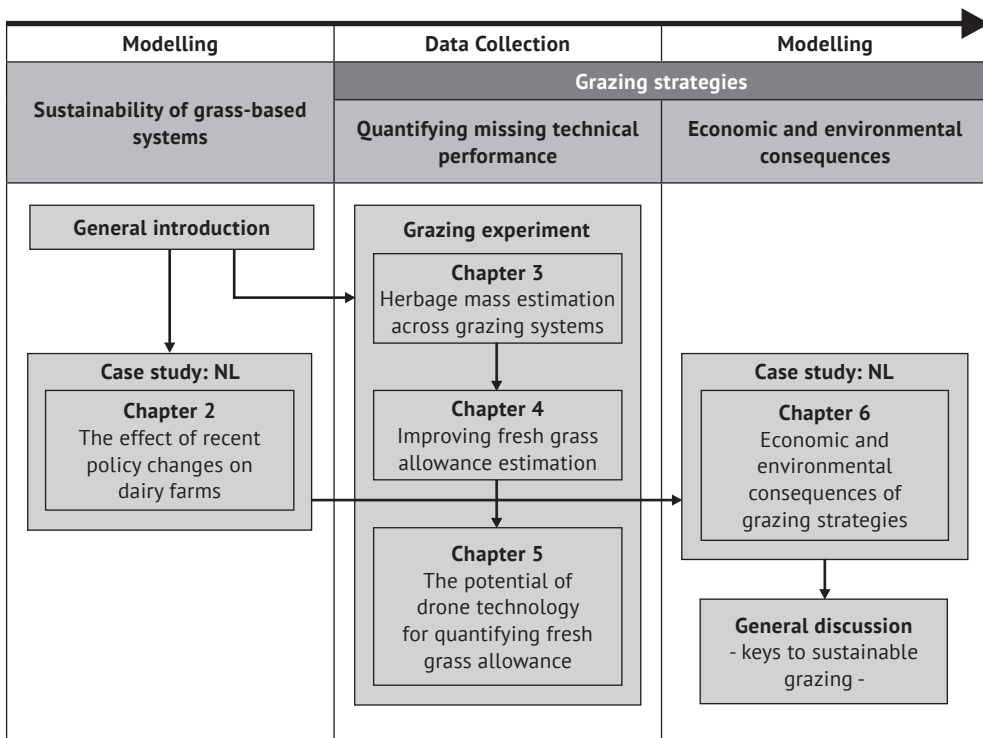 Modelling
Data Collection
Modelling
Sustainability of grass-based
systems
Grazing strategies
Quantifying missing technical
performance
Economic and environmental
consequences
General introduction
Case study: NL
Chapter 2
The effect of recent
policy changes on
dairy farms
Grazing experiment
Chapter 3
Herbage mass estimation
across grazing systems
Chapter 4
Improving fresh grass
allowance estimation
Chapter 5
The potential of
drone technology
for quantifying fresh
grass allowance
Case study: NL
Chapter 6
Economic and
environmental
consequences of
grazing strategies
General discussion
- keys to sustainable
grazing -